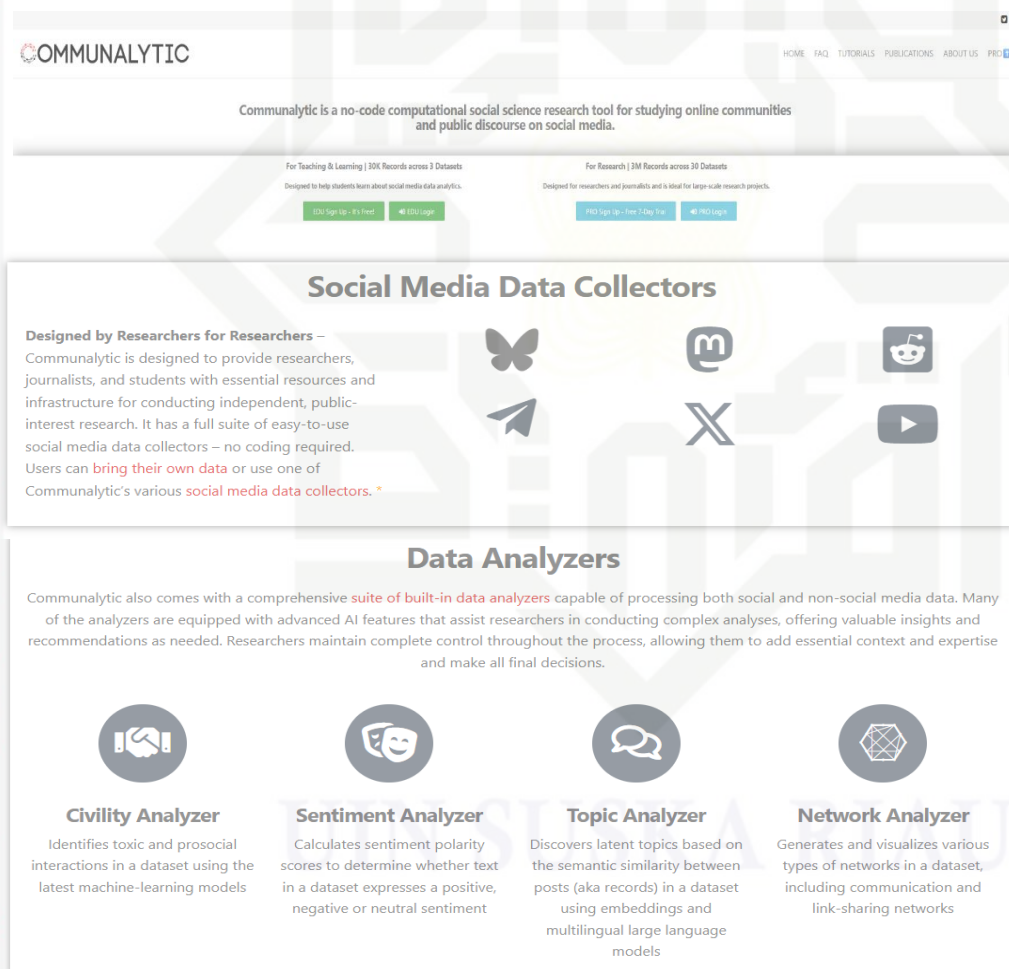 COMMUNALYTIC
HOME FAQ TUTORIALS PUBLICATIONS ABOUT US PRO
Communalytic is a no-code computational social science research tool for studying online communities
and public discourse on social media.
For Teaching & Learning | 30K Records across 3 Datasets
Designed to help students learn about social media data analytics.
EDU Sign Up - It's Free!
EDU Login
For Research | 3M Records across 30 Datasets
Designed for researchers and journalists and is ideal for large-scale research projects.
PRO Sign Up - Free 7-Day Trial
PRO Login
Social Media Data Collectors
Designed by Researchers for Researchers –
Communalytic is designed to provide researchers,
journalists, and students with essential resources and
infrastructure for conducting independent, public-
interest research. It has a full suite of easy-to-use
social media data collectors – no coding required.
Users can bring their own data or use one of
Communalytic's various social media data collectors. *
Data Analyzers
Communalytic also comes with a comprehensive suite of built-in data analyzers capable of processing both social and non-social media data. Many
of the analyzers are equipped with advanced AI features that assist researchers in conducting complex analyses, offering valuable insights and
recommendations as needed. Researchers maintain complete control throughout the process, allowing them to add essential context and expertise
and make all final decisions.
Civility Analyzer
Identifies toxic and prosocial
interactions in a dataset using the
latest machine-learning models
Sentiment Analyzer
Calculates sentiment polarity
scores to determine whether text
in a dataset expresses a positive,
negative or neutral sentiment
Topic Analyzer
Discovers latent topics based on
the semantic similarity between
posts (aka records) in a dataset
using embeddings and
multilingual large language
models
Network Analyzer
Generates and visualizes various
types of networks in a dataset,
including communication and
link-sharing networks
UIN SUSKA RIAU